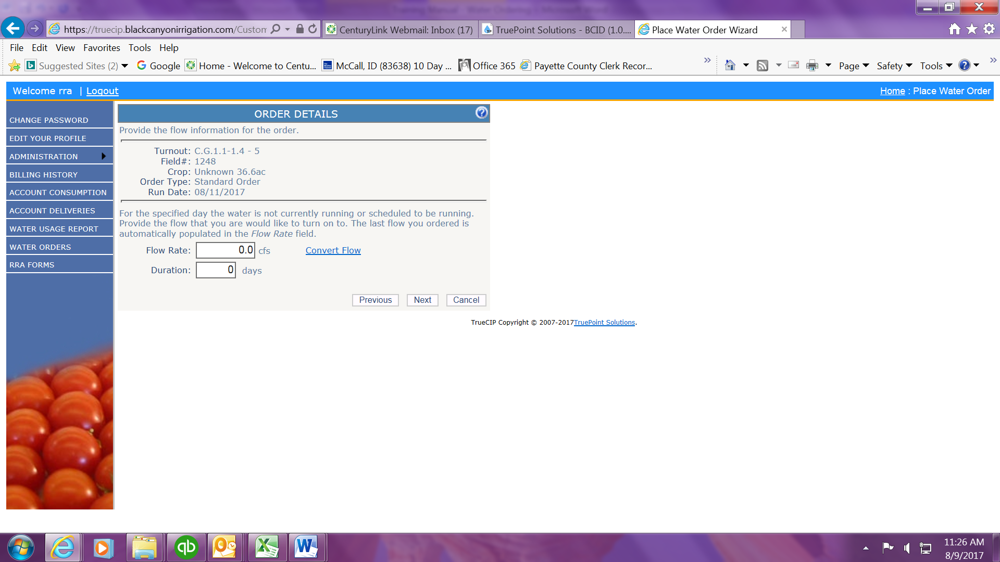 https://truecip.blackcanyonirrigation.com/Custom
CenturyLink Webmail: Inbox (17)
TruePoint Solutions - BCID (1.0....
Place Water Order Wizard
File Edit View Favorites Tools Help
Suggested Sites (2)
Google
Home - Welcome to Centu...
McCall, ID (83638) 10 Day ...
Office 365
Payette County Clerk Recor...
Page Safety Tools
Welcome rra | Logout
Home : Place Water Order
CHANGE PASSWORD
EDIT YOUR PROFILE
ADMINISTRATION
BILLING HISTORY
ACCOUNT CONSUMPTION
ACCOUNT DELIVERIES
WATER USAGE REPORT
WATER ORDERS
RRA FORMS
ORDER DETAILS
Provide the flow information for the order.
Turnout: C.G.1.1-1.4 - 5
Field#: 1248
Crop: Unknown 36.6ac
Order Type: Standard Order
Run Date: 08/11/2017
For the specified day the water is not currently running or scheduled to be running.
Provide the flow that you are would like to turn on to. The last flow you ordered is
automatically populated in the Flow Rate field.
Flow Rate: 0.0 cfs Convert Flow
Duration: 0 days
Previous Next Cancel
TrueCIP Copyright © 2007-2017TruePoint Solutions.
11:26 AM
8/9/2017